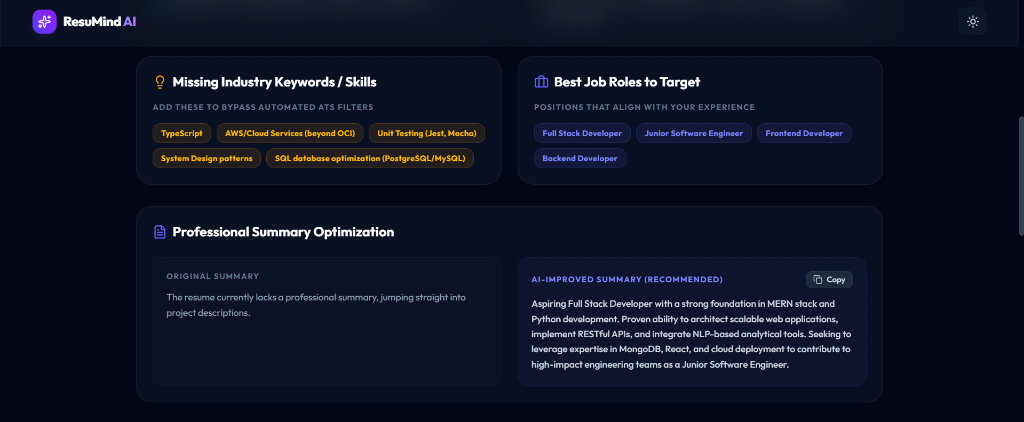 ResuMind AI
Missing Industry Keywords / Skills
ADD THESE TO BYPASS AUTOMATED ATS FILTERS
TypeScript
AWS/Cloud Services (beyond OCI)
Unit Testing (Jest, Mocha)
System Design patterns
SQL database optimization (PostgreSQL/MySQL)
Best Job Roles to Target
POSITIONS THAT ALIGN WITH YOUR EXPERIENCE
Full Stack Developer
Junior Software Engineer
Frontend Developer
Backend Developer
Professional Summary Optimization
ORIGINAL SUMMARY
The resume currently lacks a professional summary, jumping straight into
project descriptions.
AI-IMPROVED SUMMARY (RECOMMENDED)
Copy
Aspiring Full Stack Developer with a strong foundation in MERN stack and
Python development. Proven ability to architect scalable web applications,
implement RESTful APIs, and integrate NLP-based analytical tools. Seeking to
leverage expertise in MongoDB, React, and cloud deployment to contribute to
high-impact engineering teams as a Junior Software Engineer.